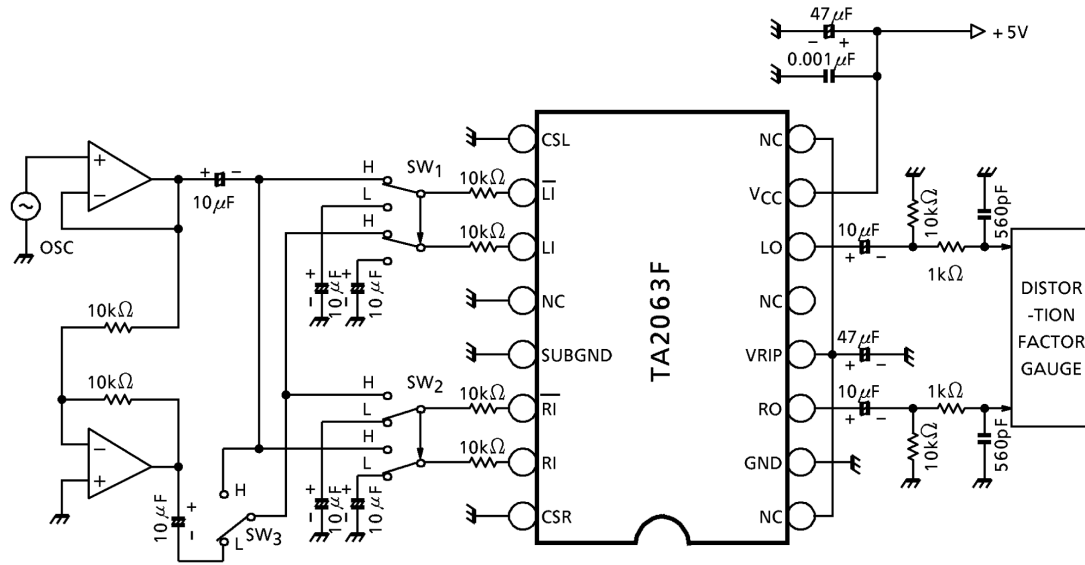 47μF
− +
+5V
0.001μF
CSL
NC
H
SW1
10kΩ
LI
VCC
+ −
10μF
L
H
10kΩ
LI
LO
10μF
+ −
10kΩ
560pF
1kΩ
+
−
OSC
+
−
10μF
+
−
10μF
NC
NC
TA2063F
DISTOR
-TION
FACTOR
GAUGE
10kΩ
SUBGND
VRIP
47μF
+ −
10kΩ
H
SW2
10kΩ
RI
RO
10μF
+ −
1kΩ
L
H
10kΩ
RI
GND
10kΩ
560pF
−
+
L
H
10μF
+
−
SW3
L
+
−
10μF
+
−
10μF
CSR
NC